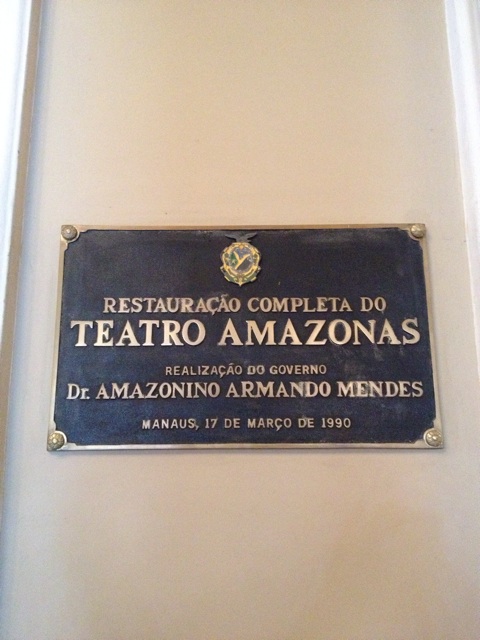 RESTAURAÇÃO COMPLETA DO
TEATRO AMAZONAS
REALIZAÇÃO DO GOVERNO
Dr. AMAZONINO ARMANDO MENDES
MANAUS, 17 DE MARÇO DE 1990